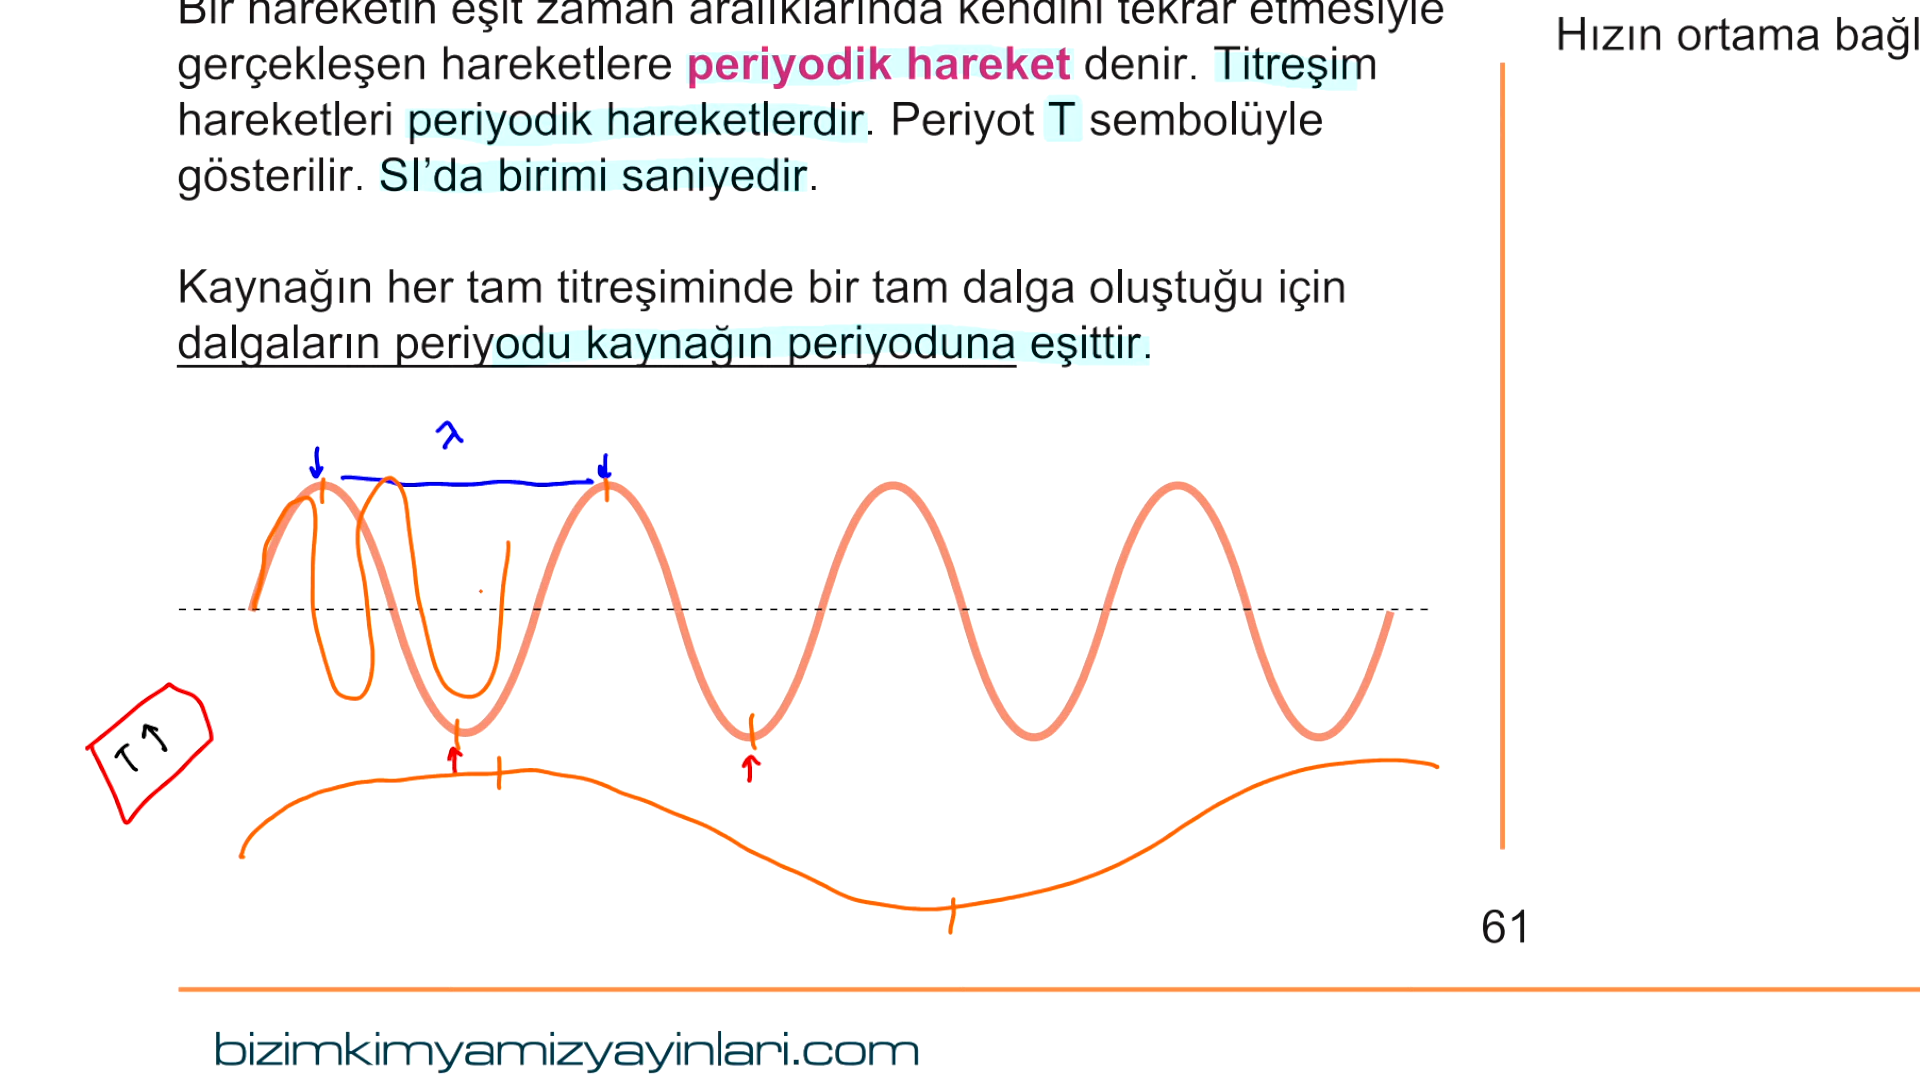 Bir hareketin eşit zaman aralıklarında kendini tekrar etmesiyle
gerçekleşen hareketlere periyodik hareket denir. Titreşim
hareketleri periyodik hareketlerdir. Periyot T sembolüyle
gösterilir. SI’da birimi saniyedir.
Kaynağın her tam titreşiminde bir tam dalga oluştuğu için
dalgaların periyodu kaynağın periyoduna eşittir.
λ
T ↑
61
bizimkimyamizyayinlari.com
Hızın ortama bağl